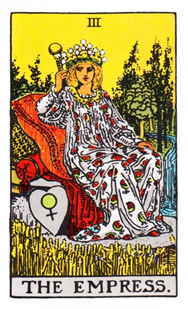 III
THE EMPRESS.